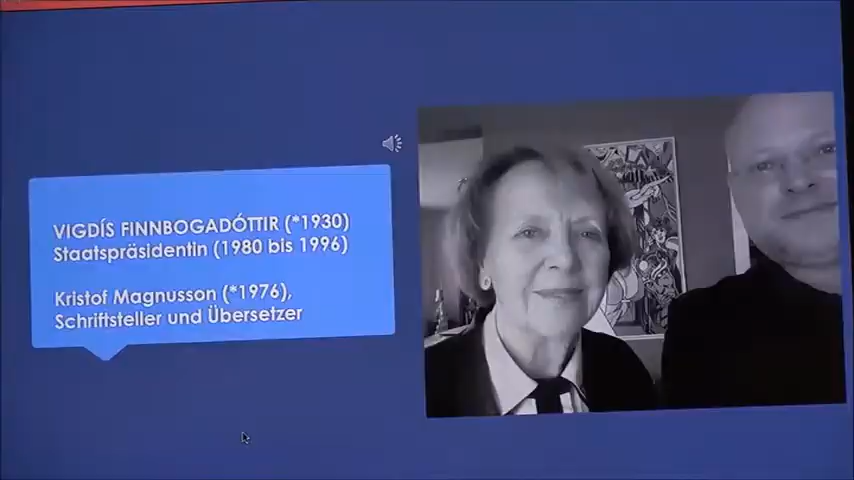 VIGDÍS FINNBOGADÓTTIR (*1930)
Staatspräsidentin (1980 bis 1996)
Kristof Magnusson (*1976),
Schriftsteller und Übersetzer